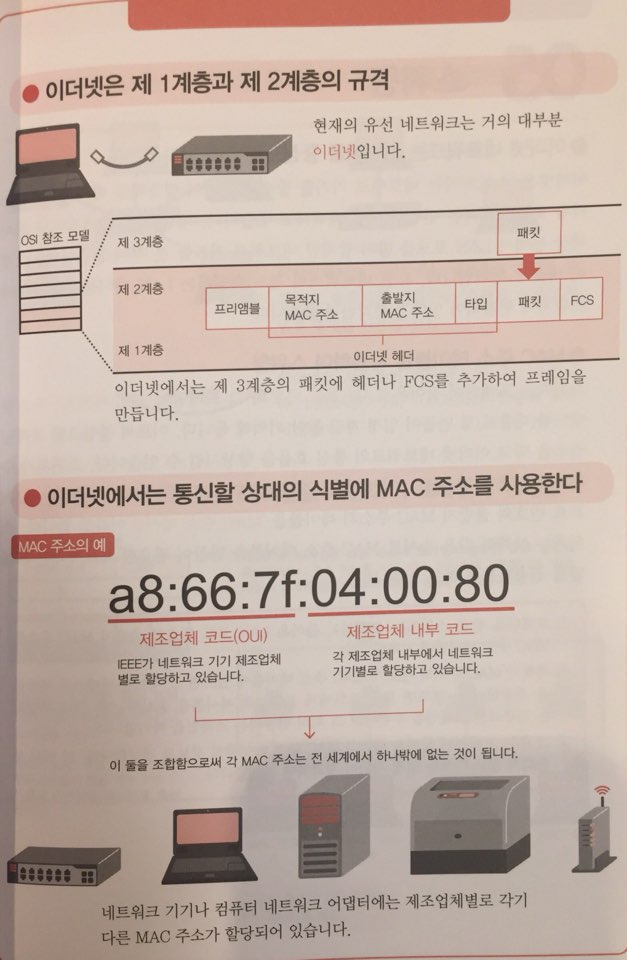 이더넷은 제 1계층과 제 2계층의 규격
현재의 유선 네트워크는 거의 대부분
이더넷입니다.
OSI 참조 모델
제 3계층
패킷
제 2계층
프리앰블
목적지
MAC 주소
출발지
MAC 주소
타입
패킷
FCS
이더넷 헤더
제 1계층
이더넷에서는 제 3계층의 패킷에 헤더나 FCS를 추가하여 프레임을
만듭니다.
이더넷에서는 통신할 상대의 식별에 MAC 주소를 사용한다
MAC 주소의 예
a8:66:7f:04:00:80
제조업체 코드(OUI)
IEEE가 네트워크 기기 제조업체
별로 할당하고 있습니다.
제조업체 내부 코드
각 제조업체 내부에서 네트워크
기기별로 할당하고 있습니다.
이 둘을 조합함으로써 각 MAC 주소는 전 세계에서 하나밖에 없는 것이 됩니다.
네트워크 기기나 컴퓨터 네트워크 어댑터에는 제조업체별로 각기
다른 MAC 주소가 할당되어 있습니다.